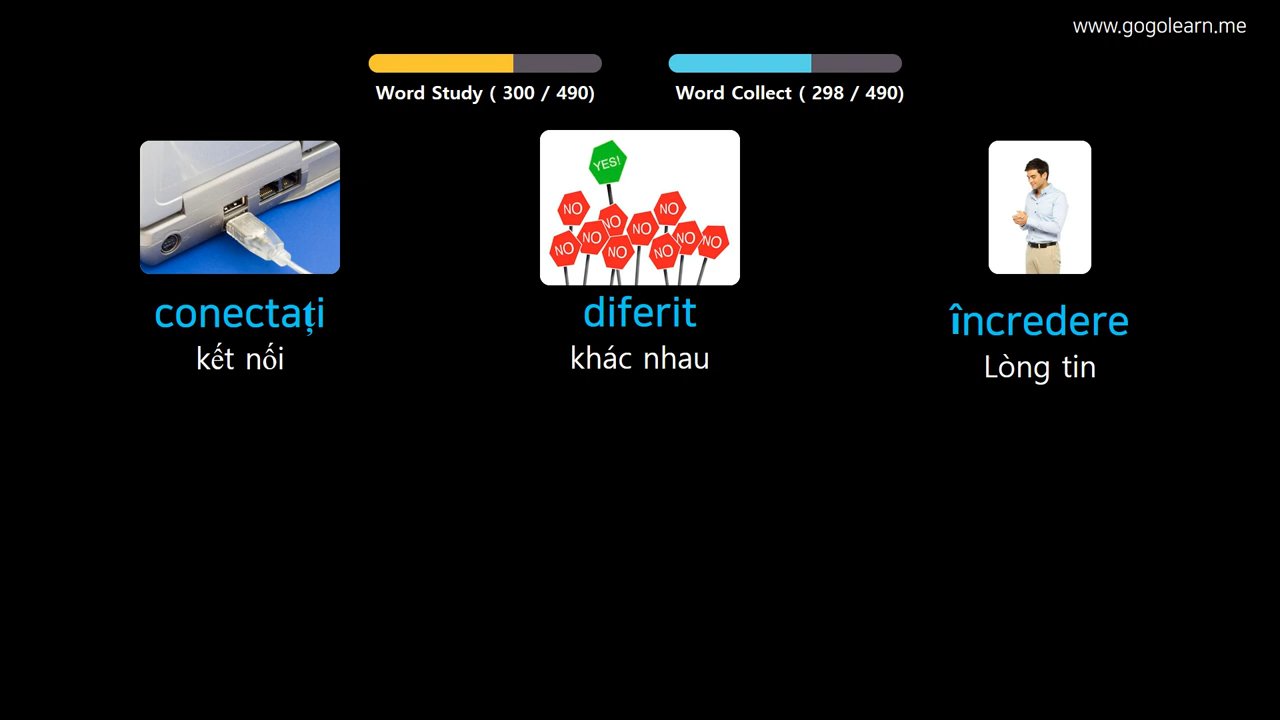 www.gogolearn.me
Word Study ( 300 / 490)
Word Collect ( 298 / 490)
YES!
NO
NO
NO
NO
NO
NO
NO
NO
NO
NO
conectați
kết nối
diferit
khác nhau
încredere
Lòng tin